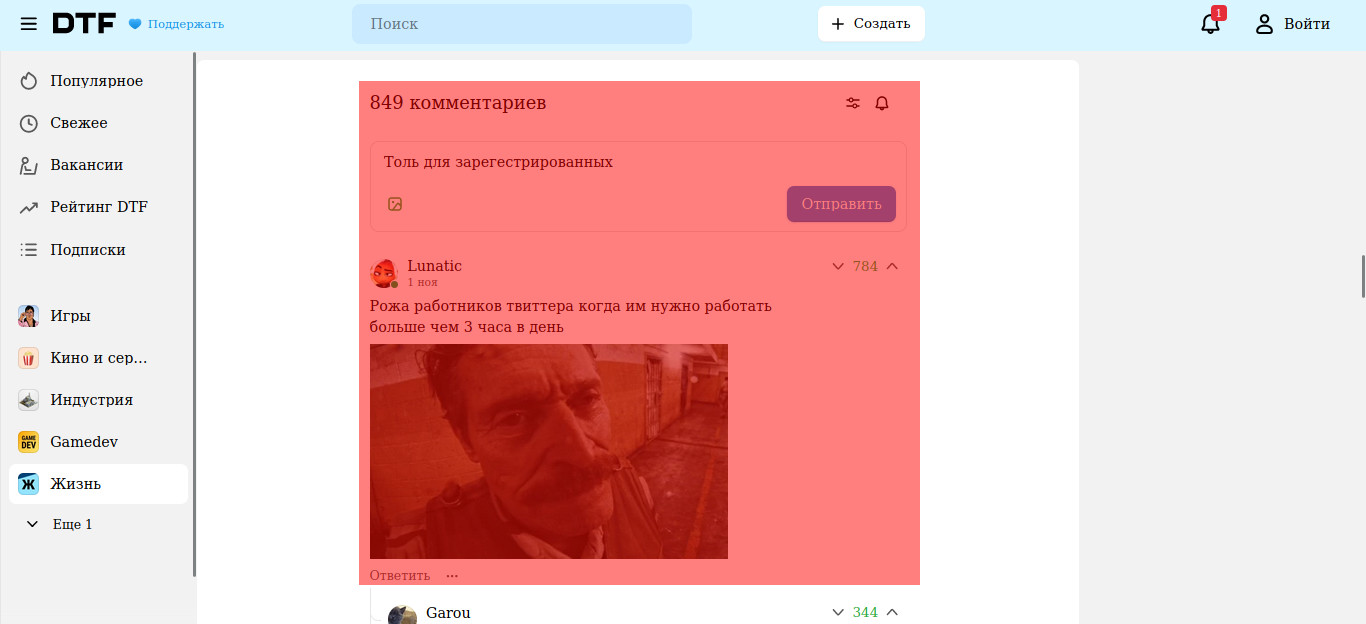 DTF
Поддержать
Поиск
Создать
1
Войти
Популярное
Свежее
Вакансии
Рейтинг DTF
Подписки
Игры
Кино и сер...
Индустрия
GAME DEV
Gamedev
Ж
Жизнь
Еще 1
849 комментариев
Толь для зарегестрированных
Отправить
Lunatic
784
1 ноя
Рожа работников твиттера когда им нужно работать
больше чем 3 часа в день
Ответить
Garou
344